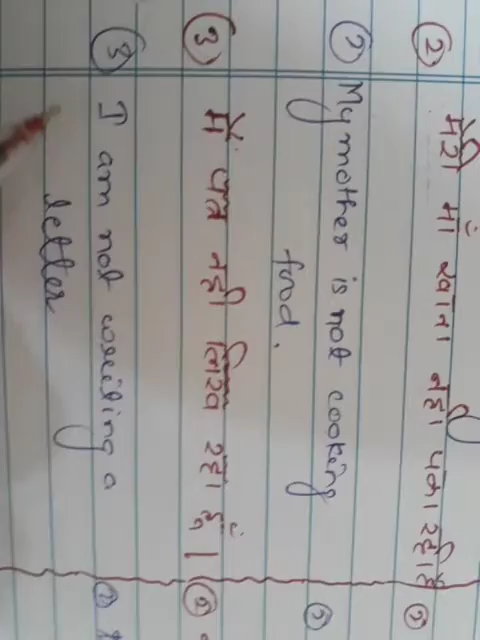 ② मेरी माँ खाना नहीं पका रही है
② My mother is not cooking
food.
③ मैं पत्र नही लिख रहा हूँ।
③ I am not writing a
letter